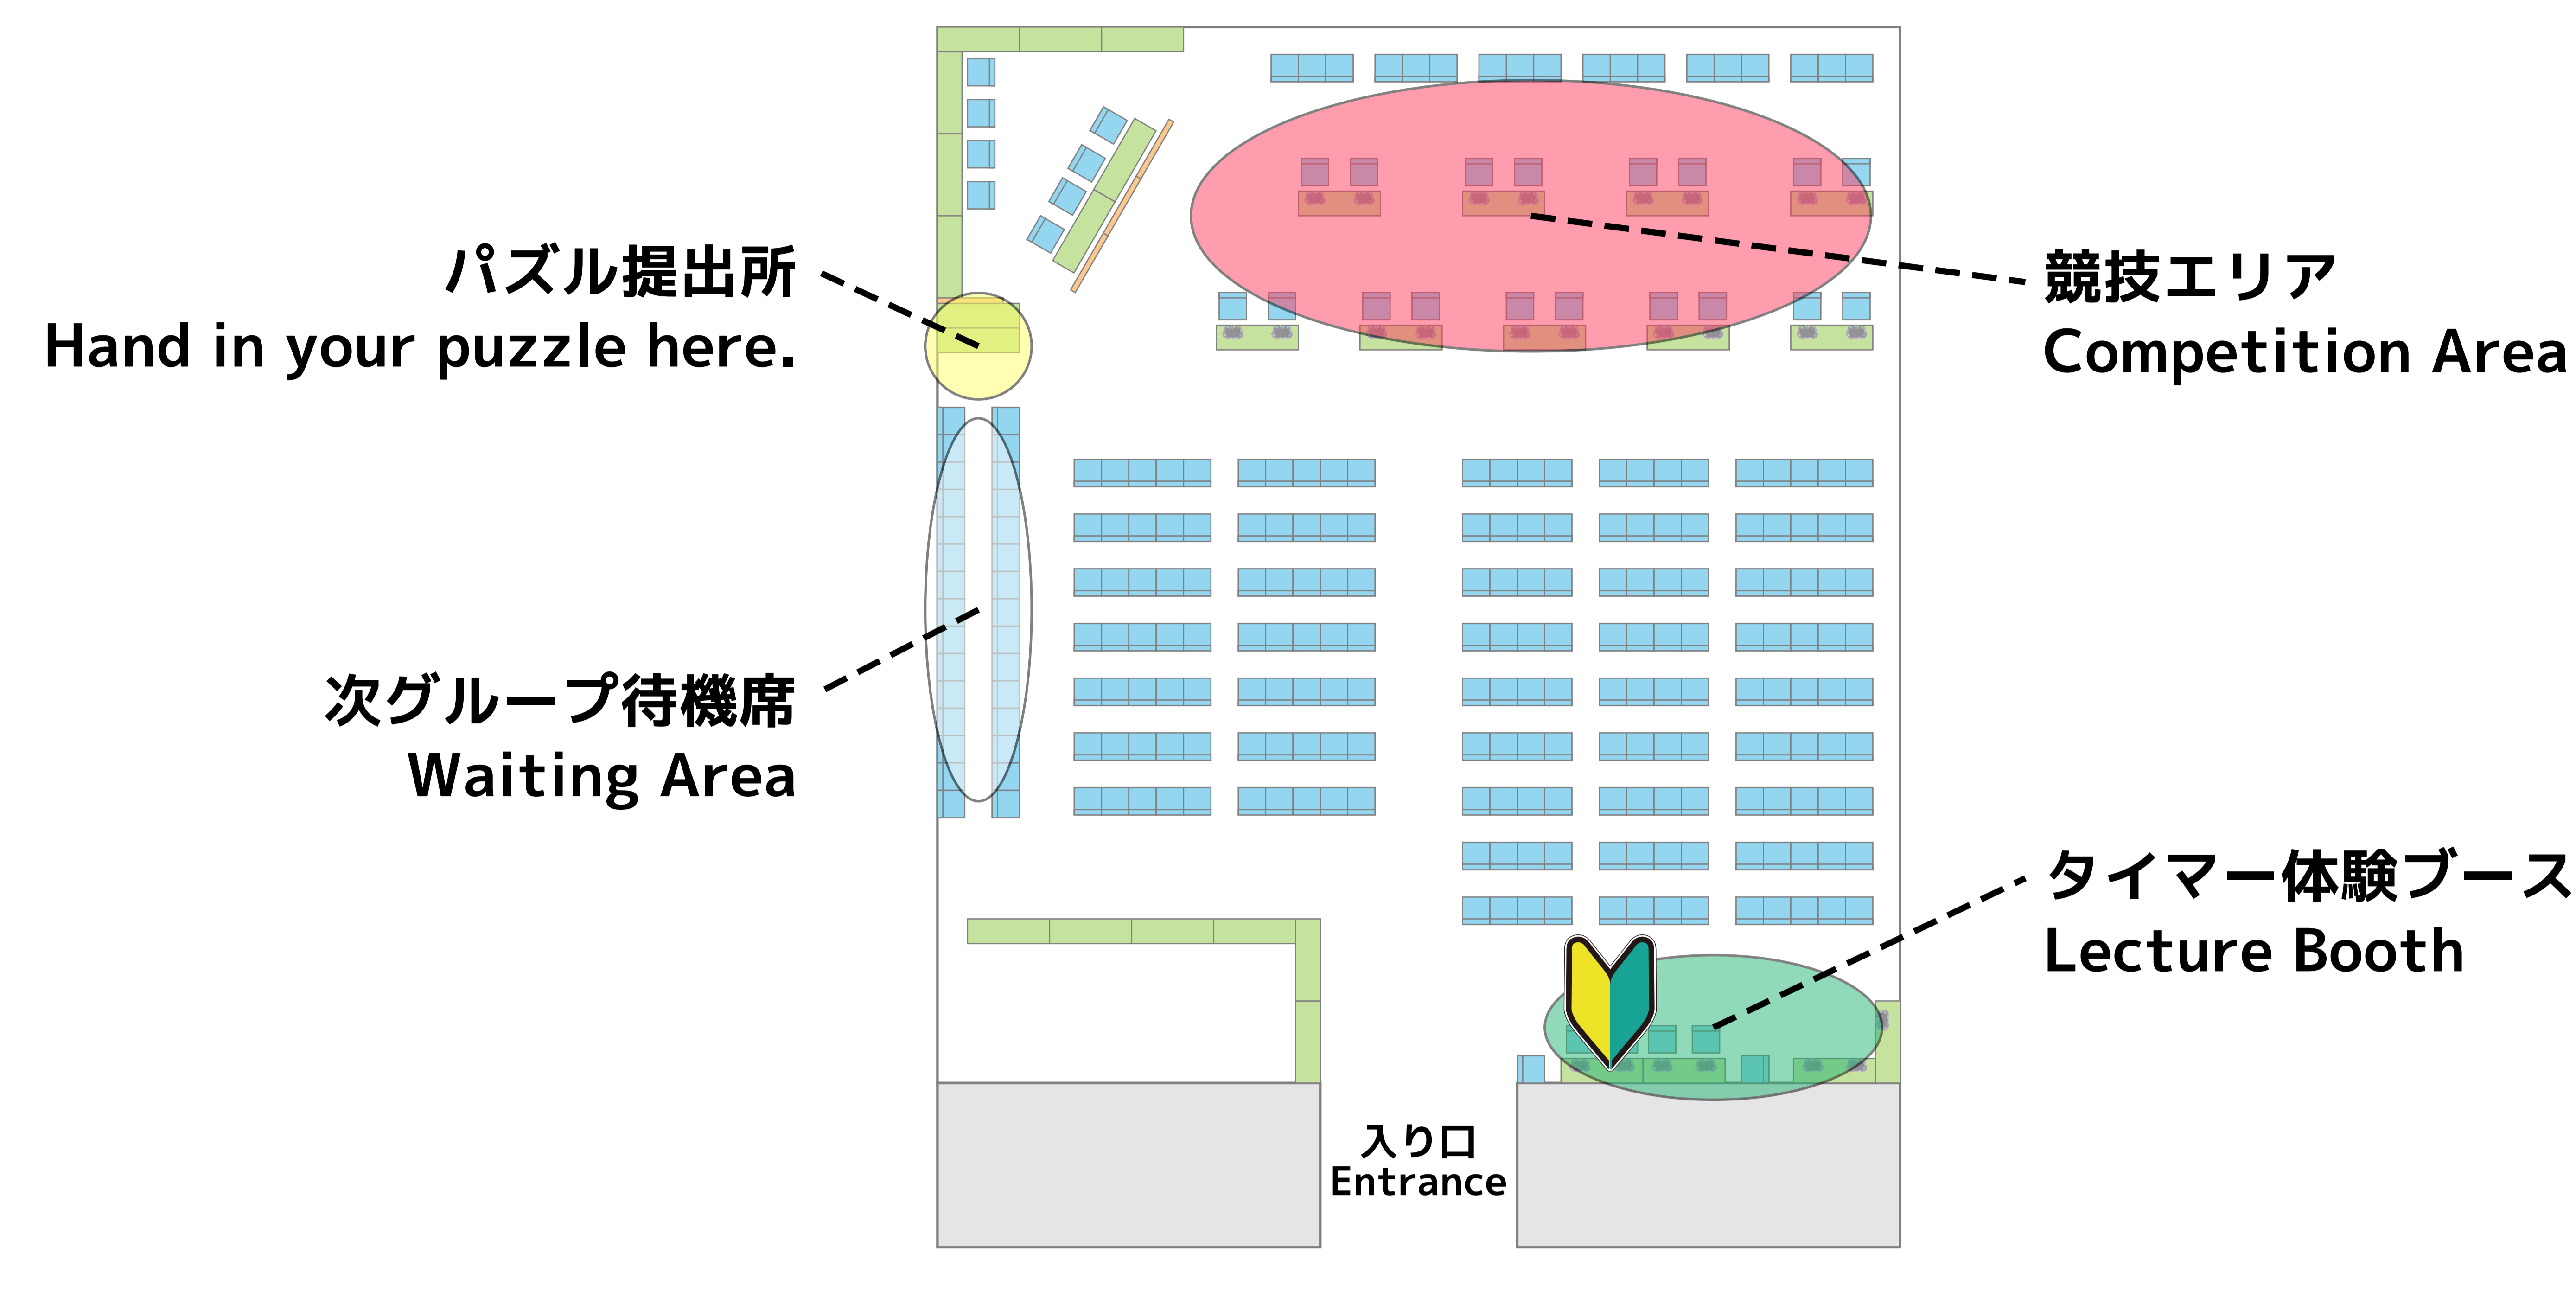 パズル提出所
Hand in your puzzle here.
競技エリア
Competition Area
次グループ待機席
Waiting Area
タイマー体験ブース
Lecture Booth
入り口
Entrance